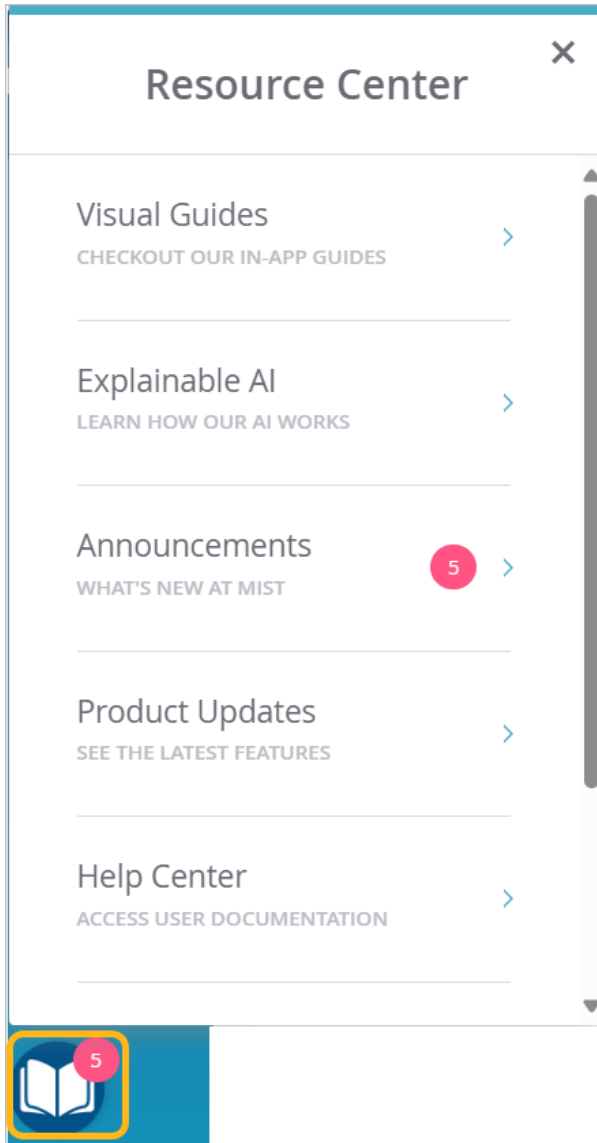 Resource Center
Visual Guides
CHECKOUT OUR IN-APP GUIDES
Explainable AI
LEARN HOW OUR AI WORKS
Announcements
5
WHAT'S NEW AT MIST
Product Updates
SEE THE LATEST FEATURES
Help Center
ACCESS USER DOCUMENTATION
5